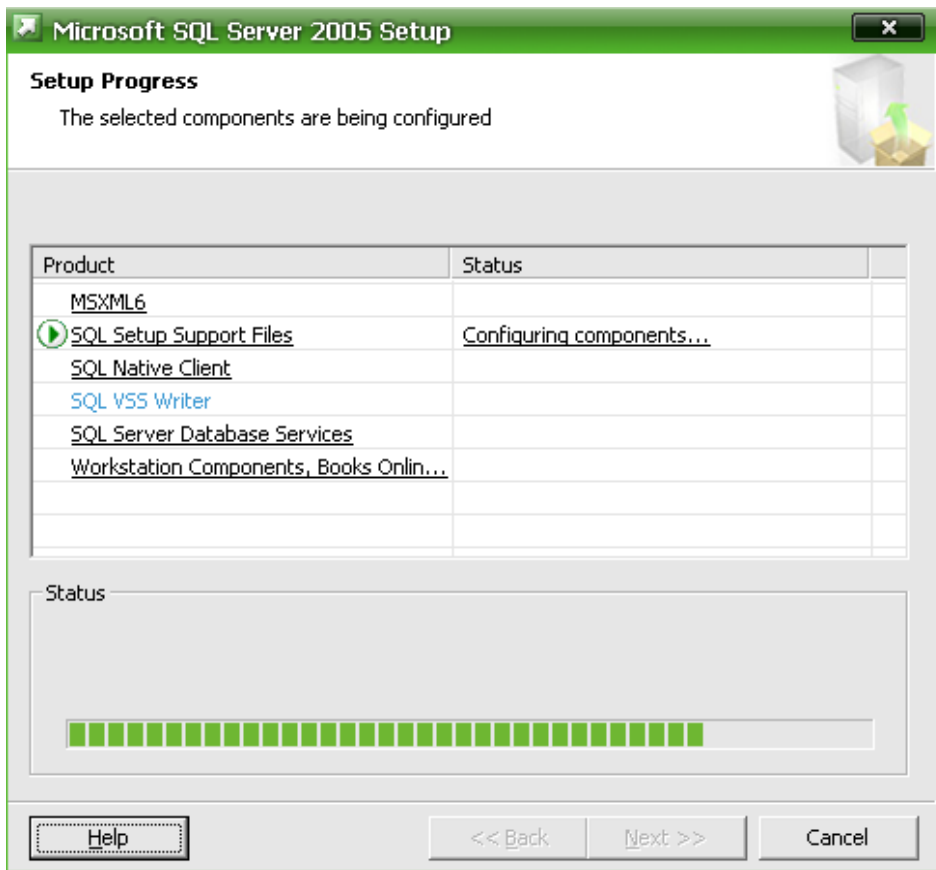 Microsoft SQL Server 2005 Setup
Setup Progress
The selected components are being configured
Product Status
MSXML6
SQL Setup Support Files Configuring components...
SQL Native Client
SQL VSS Writer
SQL Server Database Services
Workstation Components, Books Onlin...
Status
Help << Back Next >> Cancel